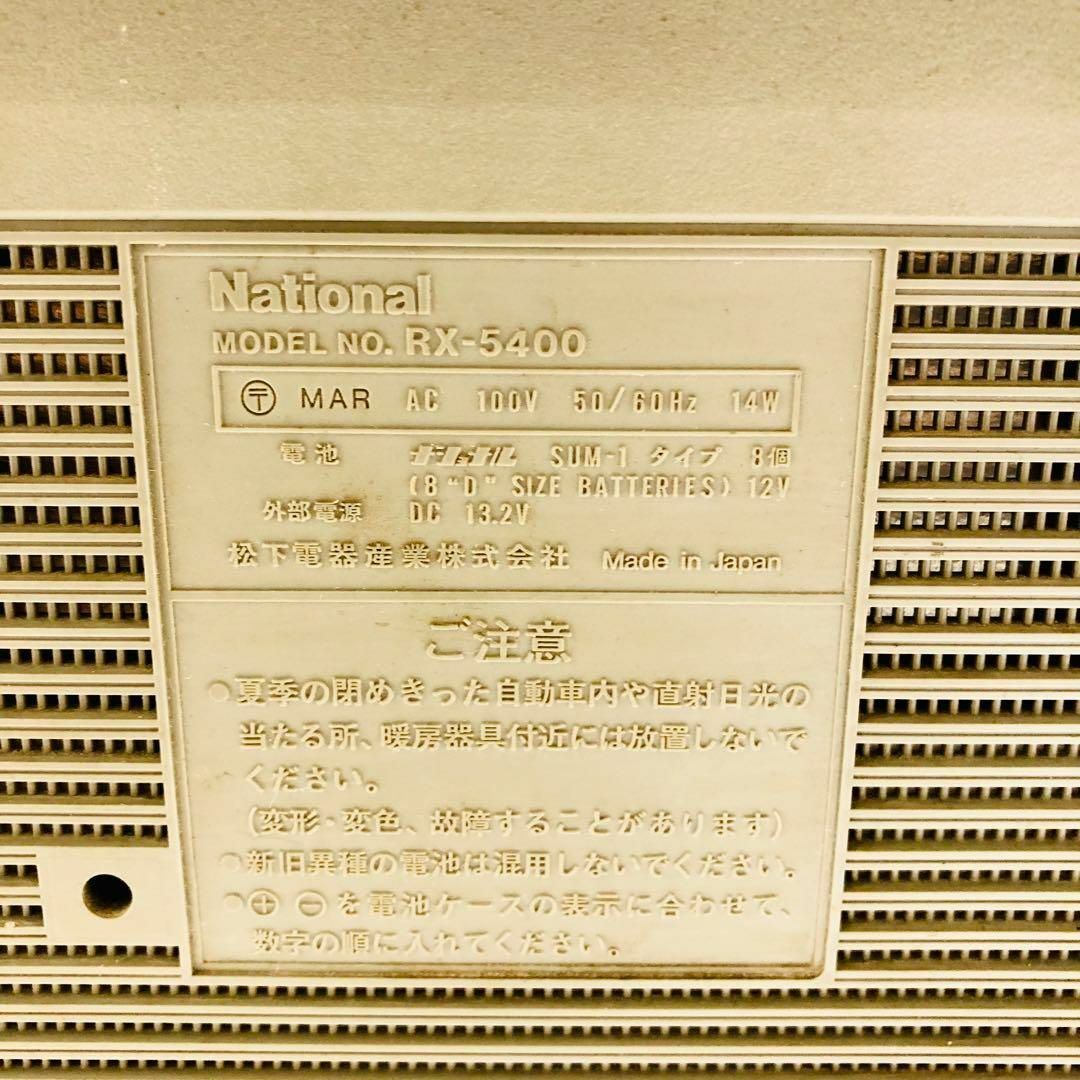 National
MODEL NO. RX-5400
〒 MAR AC 100V 50/60Hz 14W
電池 ナショナル SUM-1 タイプ 8個
(8 "D" SIZE BATTERIES) 12V
外部電源 DC 13.2V
松下電器産業株式会社 Made in Japan
ご注意
●夏季の閉めきった自動車内や直射日光の
当たる所、暖房器具付近には放置しないで
ください。
(変形・変色、故障することがあります)
●新旧異種の電池は混用しないでください。
●⊕ ⊖を電池ケースの表示に合わせて、
数字の順に入れてください。